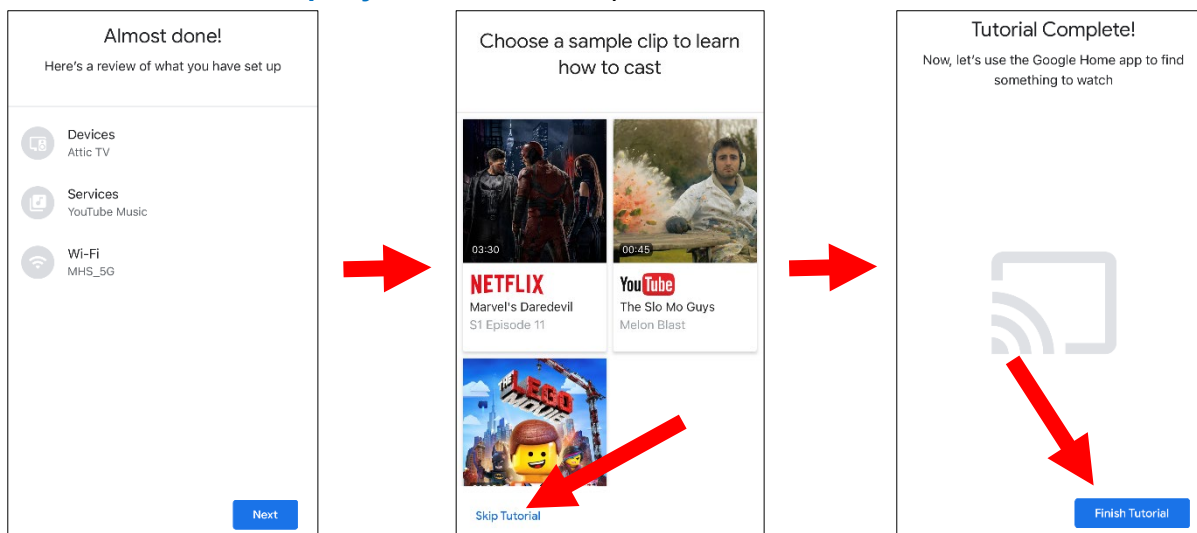 Almost done!
Here's a review of what you have set up
Devices
Attic TV
Services
YouTube Music
Wi-Fi
MHS_5G
Next
Choose a sample clip to learn
how to cast
03:30
NETFLIX
Marvel's Daredevil
S1 Episode 11
00:45
YouTube
The Slo Mo Guys
Melon Blast
THE
LEGO
MOVIE
Skip Tutorial
Tutorial Complete!
Now, let's use the Google Home app to find
something to watch
Finish Tutorial